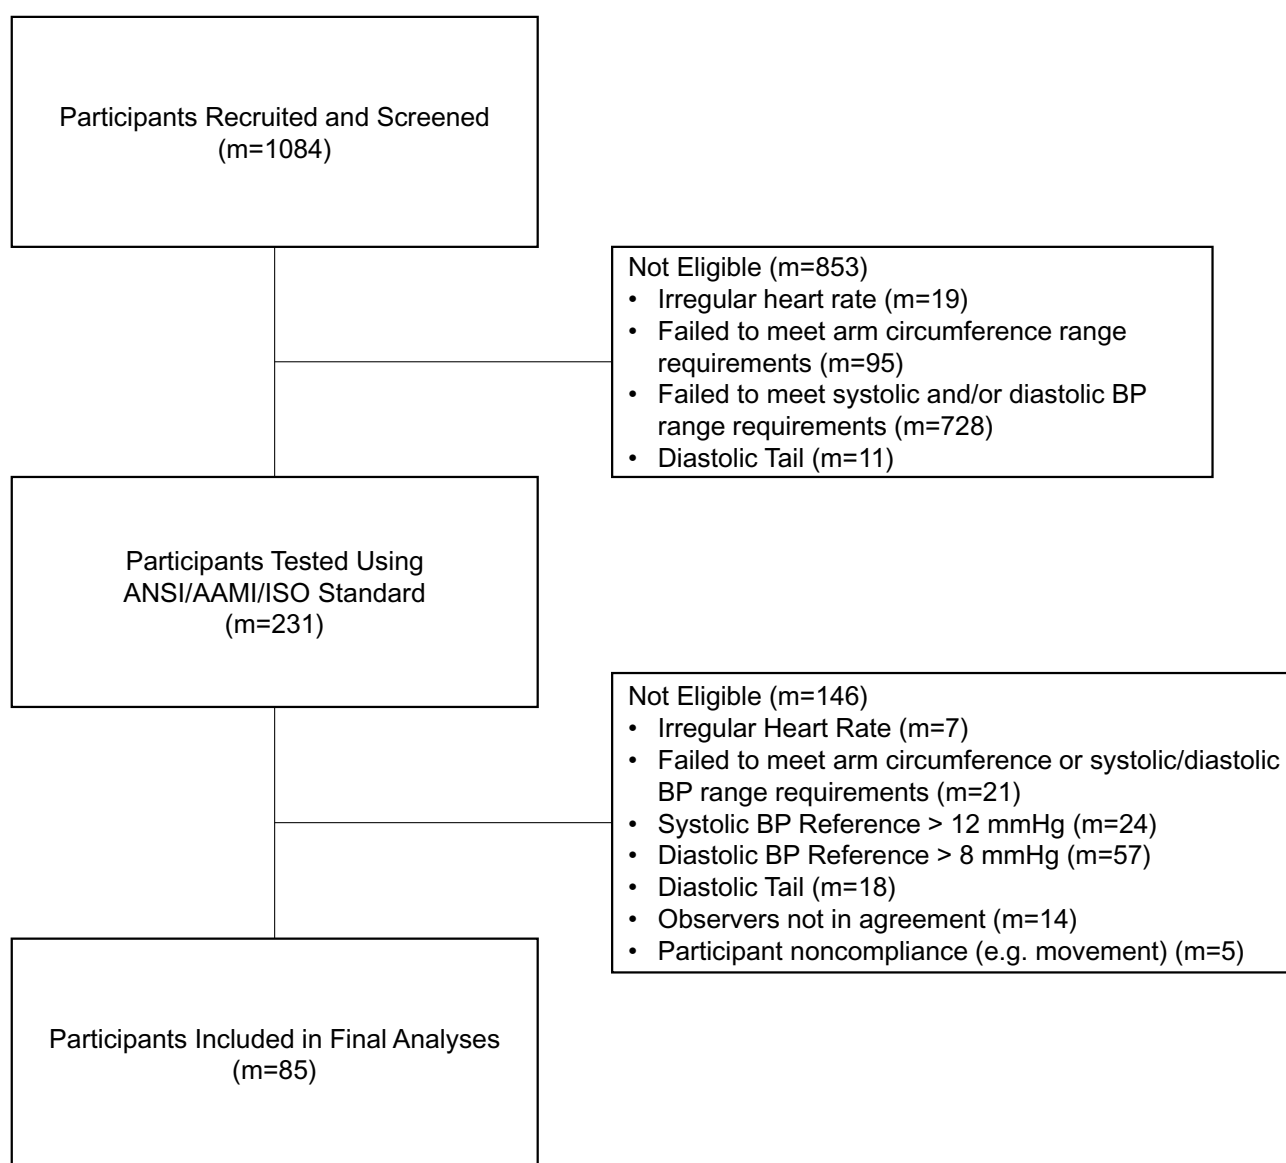 Participants Recruited and Screened
(m=1084)
Not Eligible (m=853)
• Irregular heart rate (m=19)
• Failed to meet arm circumference range
requirements (m=95)
• Failed to meet systolic and/or diastolic BP
range requirements (m=728)
• Diastolic Tail (m=11)
Participants Tested Using
ANSI/AAMI/ISO Standard
(m=231)
Not Eligible (m=146)
• Irregular Heart Rate (m=7)
• Failed to meet arm circumference or systolic/diastolic
BP range requirements (m=21)
• Systolic BP Reference > 12 mmHg (m=24)
• Diastolic BP Reference > 8 mmHg (m=57)
• Diastolic Tail (m=18)
• Observers not in agreement (m=14)
• Participant noncompliance (e.g. movement) (m=5)
Participants Included in Final Analyses
(m=85)